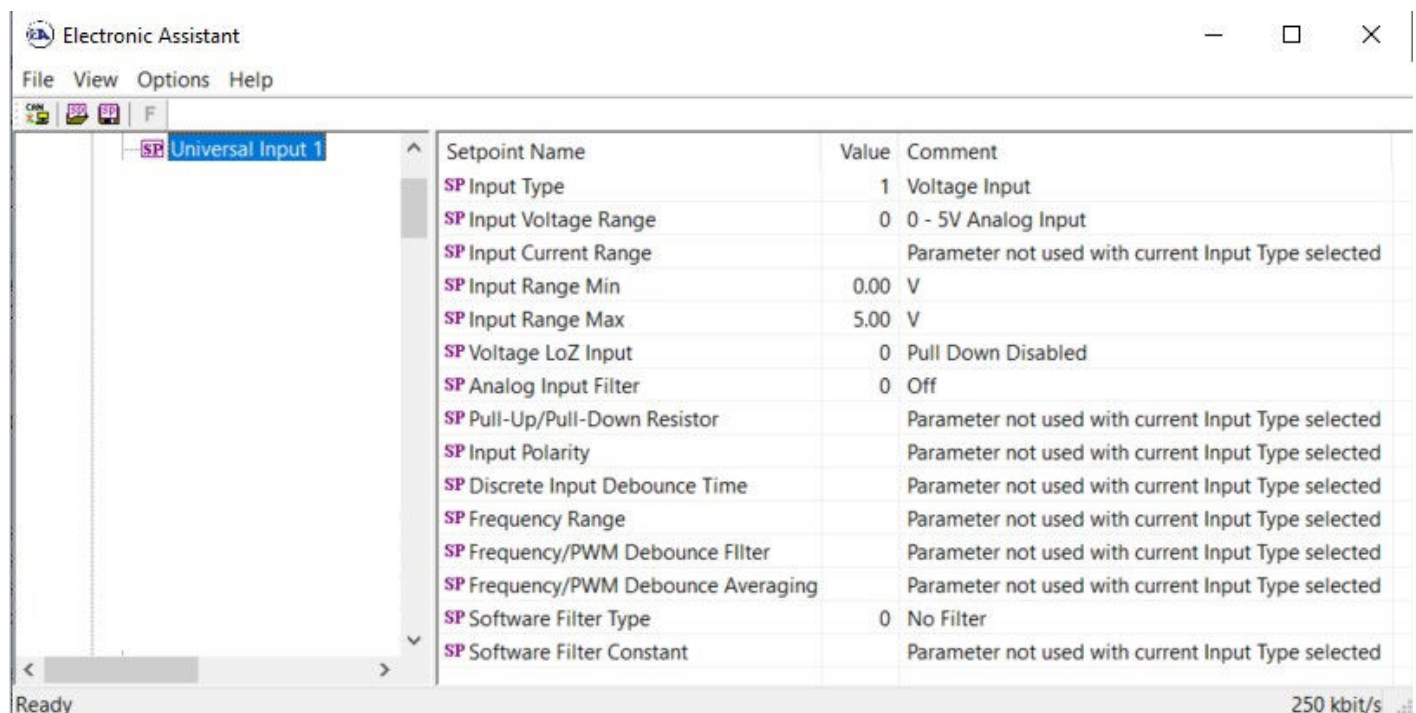 EA Electronic Assistant
File View Options Help
CAN SP SP F
SP Universal Input 1
Setpoint Name Value Comment
SP Input Type 1 Voltage Input
SP Input Voltage Range 0 0 - 5V Analog Input
SP Input Current Range Parameter not used with current Input Type selected
SP Input Range Min 0.00 V
SP Input Range Max 5.00 V
SP Voltage LoZ Input 0 Pull Down Disabled
SP Analog Input Filter 0 Off
SP Pull-Up/Pull-Down Resistor Parameter not used with current Input Type selected
SP Input Polarity Parameter not used with current Input Type selected
SP Discrete Input Debounce Time Parameter not used with current Input Type selected
SP Frequency Range Parameter not used with current Input Type selected
SP Frequency/PWM Debounce FIlter Parameter not used with current Input Type selected
SP Frequency/PWM Debounce Averaging Parameter not used with current Input Type selected
SP Software Filter Type 0 No Filter
SP Software Filter Constant Parameter not used with current Input Type selected
Ready 250 kbit/s